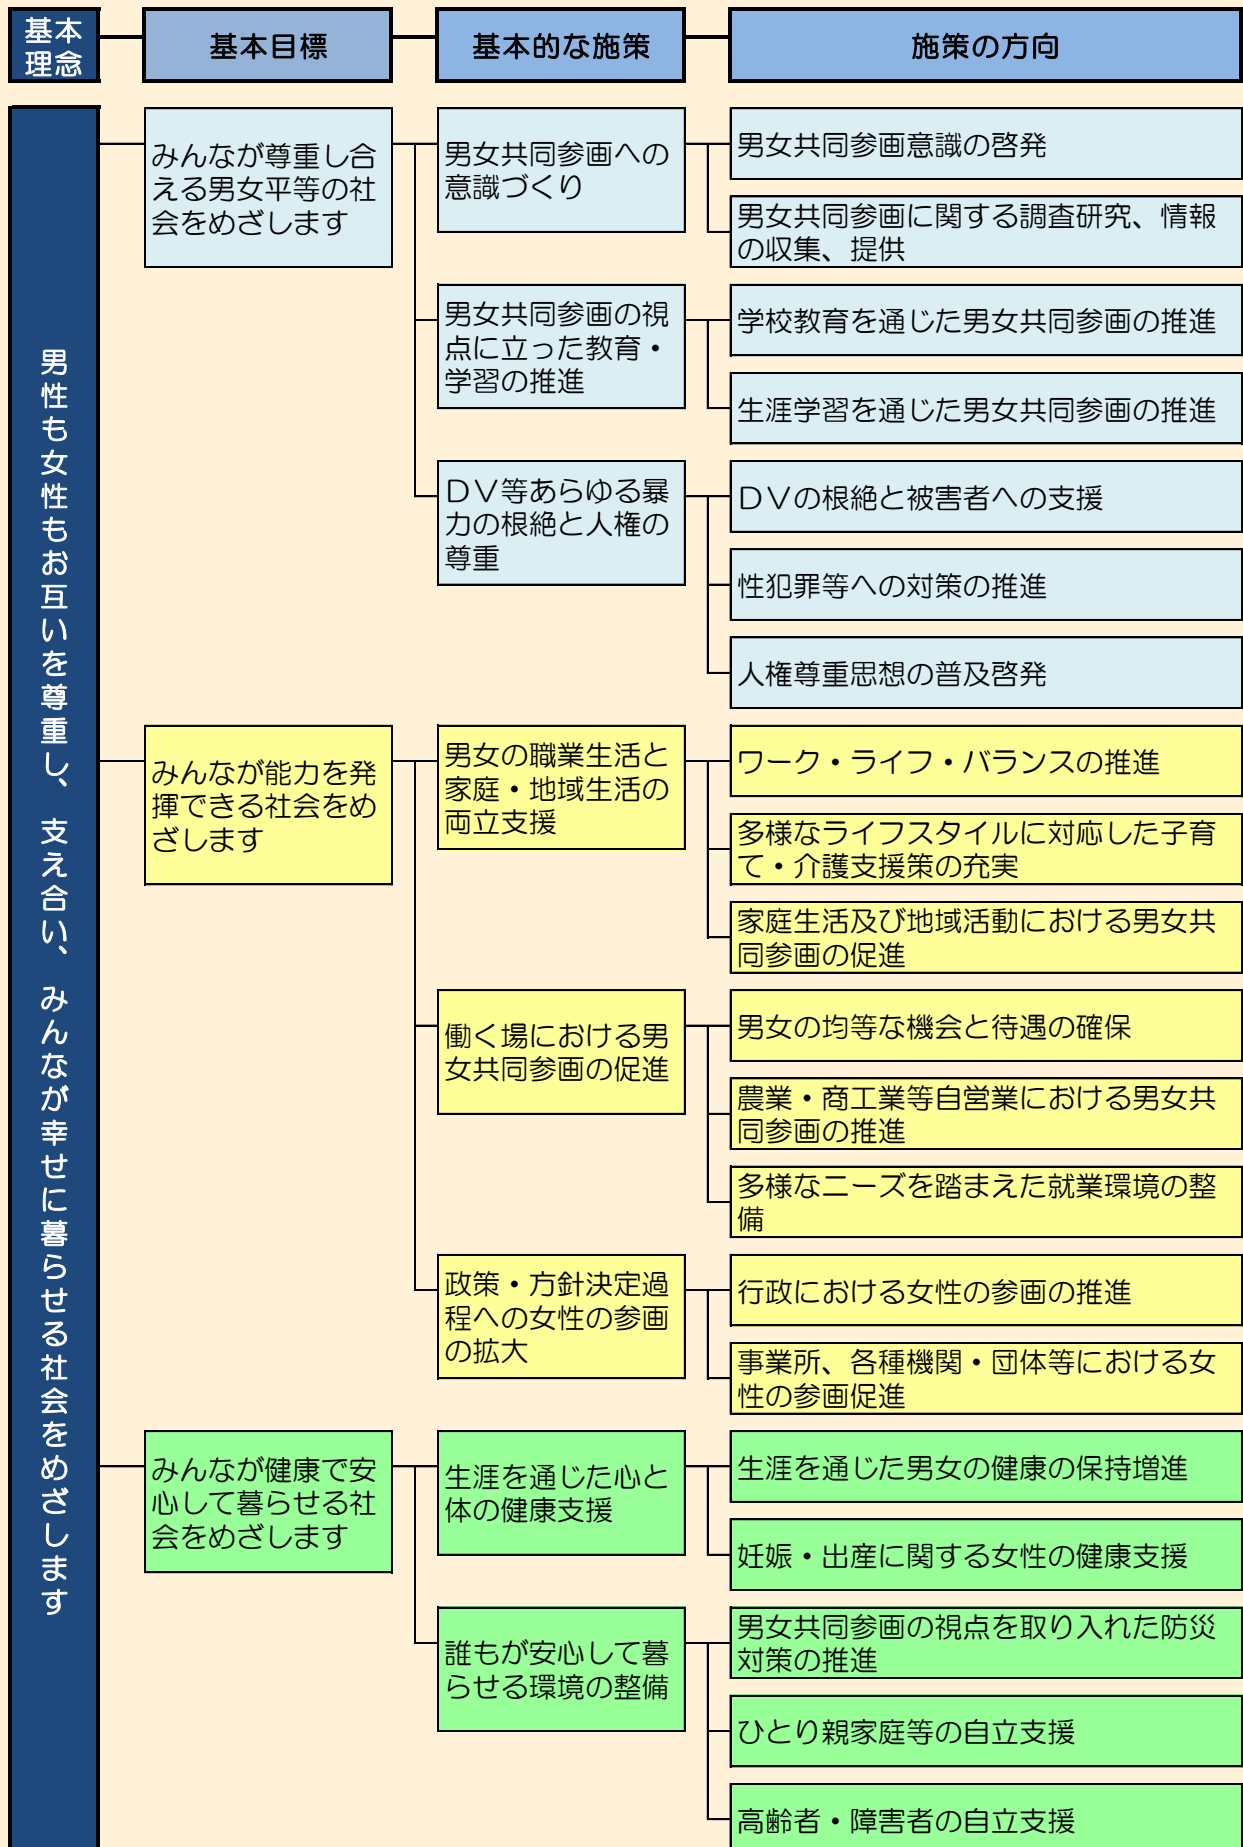 基本
理念
基本目標
基本的な施策
施策の方向
男性も女性もお互いを尊重し、支え合い、みんなが幸せに暮らせる社会をめざします
みんなが尊重し合
える男女平等の社
会をめざします
男女共同参画への
意識づくり
男女共同参画意識の啓発
男女共同参画に関する調査研究、情報
の収集、提供
男女共同参画の視
点に立った教育・
学習の推進
学校教育を通じた男女共同参画の推進
生涯学習を通じた男女共同参画の推進
ＤＶ等あらゆる暴
力の根絶と人権の
尊重
ＤＶの根絶と被害者への支援
性犯罪等への対策の推進
人権尊重思想の普及啓発
みんなが能力を発
揮できる社会をめ
ざします
男女の職業生活と
家庭・地域生活の
両立支援
ワーク・ライフ・バランスの推進
多様なライフスタイルに対応した子育
て・介護支援策の充実
家庭生活及び地域活動における男女共
同参画の促進
働く場における男
女共同参画の促進
男女の均等な機会と待遇の確保
農業・商工業等自営業における男女共
同参画の推進
多様なニーズを踏まえた就業環境の整
備
政策・方針決定過
程への女性の参画
の拡大
行政における女性の参画の推進
事業所、各種機関・団体等における女
性の参画促進
みんなが健康で安
心して暮らせる社
会をめざします
生涯を通じた心と
体の健康支援
生涯を通じた男女の健康の保持増進
妊娠・出産に関する女性の健康支援
誰もが安心して暮
らせる環境の整備
男女共同参画の視点を取り入れた防災
対策の推進
ひとり親家庭等の自立支援
高齢者・障害者の自立支援